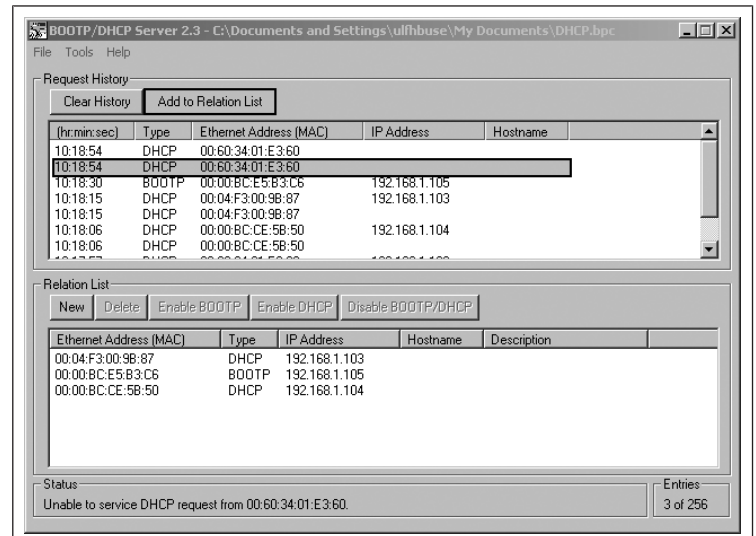 BOOTP/DHCP Server 2.3 - C:\Documents and Settings\ulfhbuse\My Documents\DHCP.bpc
File Tools Help
Request History
Clear History Add to Relation List
(hr:min:sec) Type Ethernet Address (MAC) IP Address Hostname
10:18:54 DHCP 00:60:34:01:E3:60
10:18:54 DHCP 00:60:34:01:E3:60
10:18:30 BOOTP 00:00:BC:E5:B3:C6 192.168.1.105
10:18:15 DHCP 00:04:F3:00:9B:87 192.168.1.103
10:18:15 DHCP 00:04:F3:00:9B:87
10:18:06 DHCP 00:00:BC:CE:5B:50 192.168.1.104
10:18:06 DHCP 00:00:BC:CE:5B:50
Relation List
New Delete Enable BOOTP Enable DHCP Disable BOOTP/DHCP
Ethernet Address (MAC) Type IP Address Hostname Description
00:04:F3:00:9B:87 DHCP 192.168.1.103
00:00:BC:E5:B3:C6 BOOTP 192.168.1.105
00:00:BC:CE:5B:50 DHCP 192.168.1.104
Status
Unable to service DHCP request from 00:60:34:01:E3:60.
Entries
3 of 256